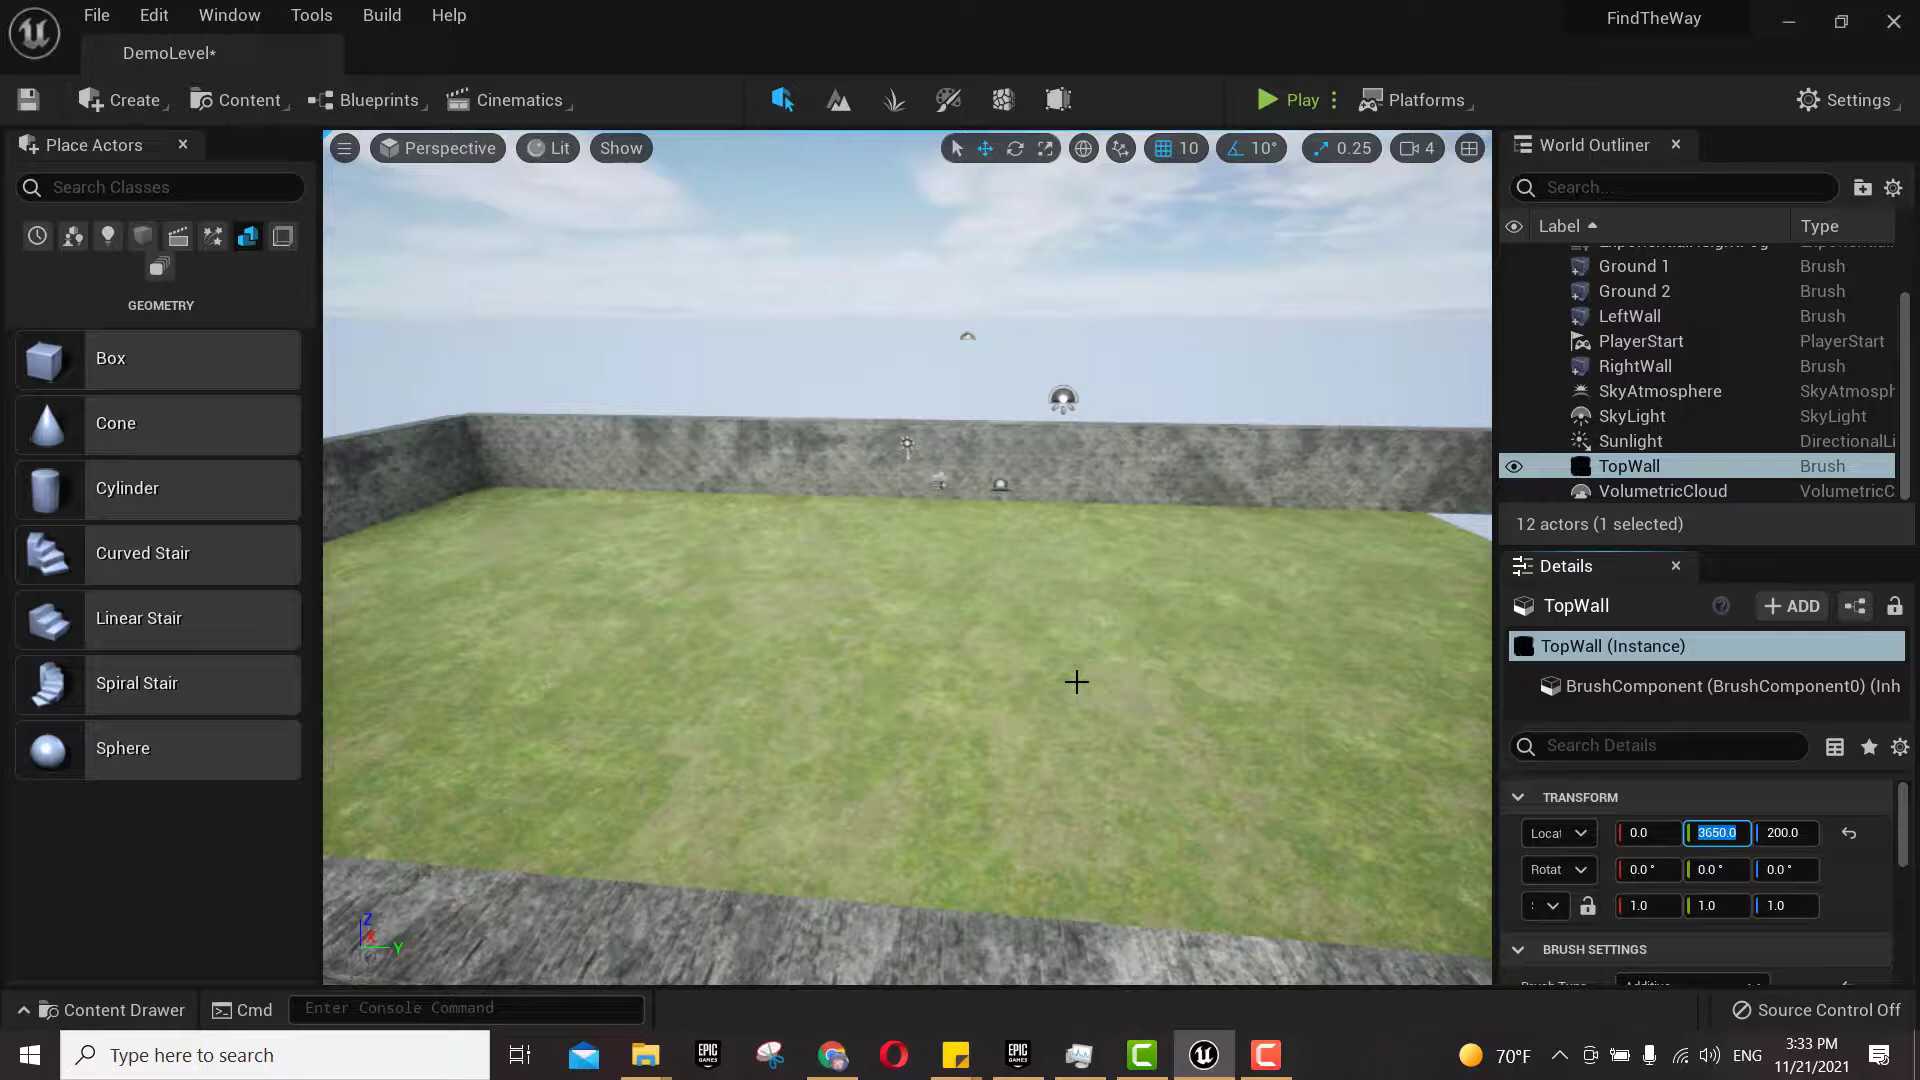 File Edit Window Tools Build Help
FindTheWay
DemoLevel*
Create
Content
Blueprints
Cinematics
Play
Platforms
Settings
Place Actors
Search Classes
GEOMETRY
Box
Cone
Cylinder
Curved Stair
Linear Stair
Spiral Stair
Sphere
Perspective
Lit
Show
10
10°
0.25
4
Z
X
Y
World Outliner
Search...
Label Type
Ground 1 Brush
Ground 2 Brush
LeftWall Brush
PlayerStart PlayerStart
RightWall Brush
SkyAtmosphere SkyAtmosph
SkyLight SkyLight
Sunlight DirectionalLi
TopWall Brush
VolumetricCloud VolumetricC
12 actors (1 selected)
Details
TopWall
ADD
TopWall (Instance)
BrushComponent (BrushComponent0) (Inh
Search Details
TRANSFORM
Locat 0.0 3650.0 200.0
Rotat 0.0° 0.0° 0.0°
1.0 1.0 1.0
BRUSH SETTINGS
Content Drawer
Cmd
Enter Console Command
Source Control Off
Type here to search
EPIC GAMES
EPIC GAMES
70°F
ENG
3:33 PM
11/21/2021